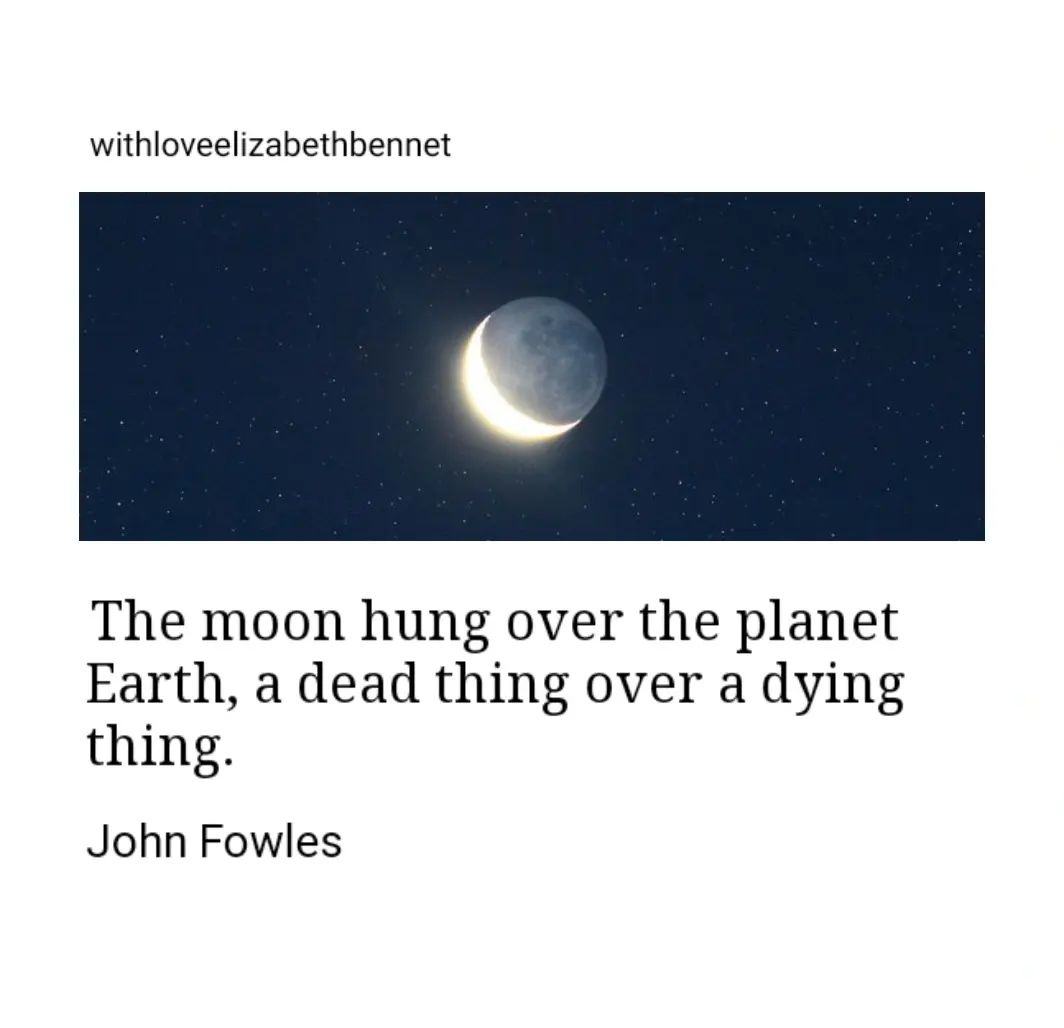 withloveelizabethbennet
The moon hung over the planet
Earth, a dead thing over a dying
thing.
John Fowles